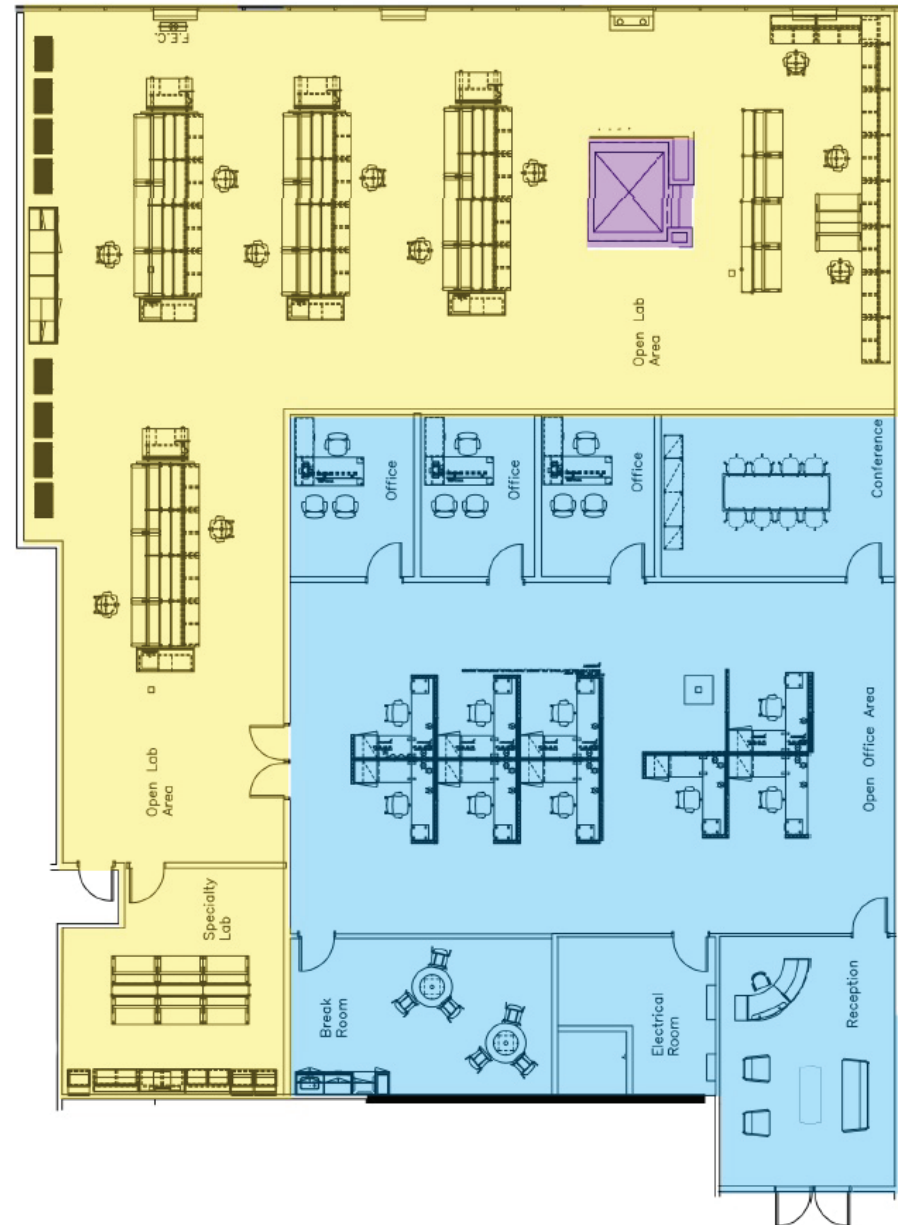 F.E.C.
Open Lab
Area
Office
Office
Office
Conference
Open Lab
Area
Open Office Area
Specialty
Lab
Break
Room
Electrical
Room
Reception